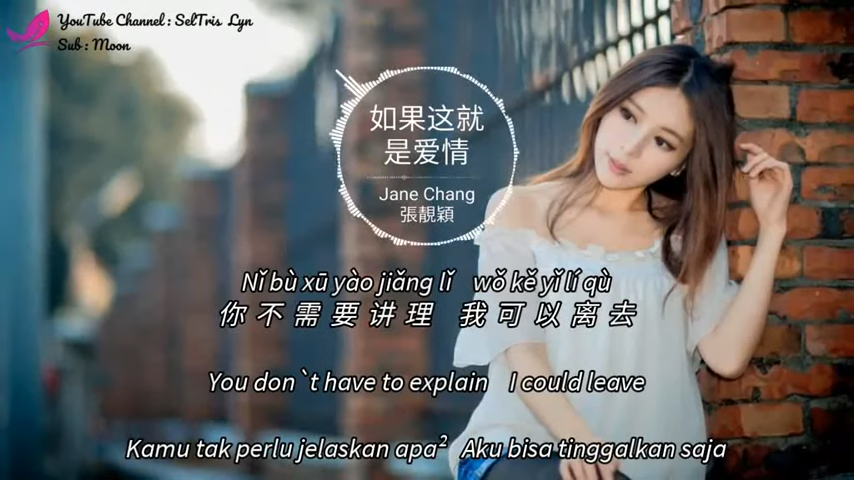 YouTube Channel : SelTris Lyn
Sub : Moon
如果这就
是爱情
Jane Chang
張靚穎
Nǐ bù xū yào jiǎng lǐ wǒ kě yǐ lí qù
你不需要讲理 我可以离去
You don`t have to explain I could leave
Kamu tak perlu jelaskan apa² Aku bisa tinggalkan saja